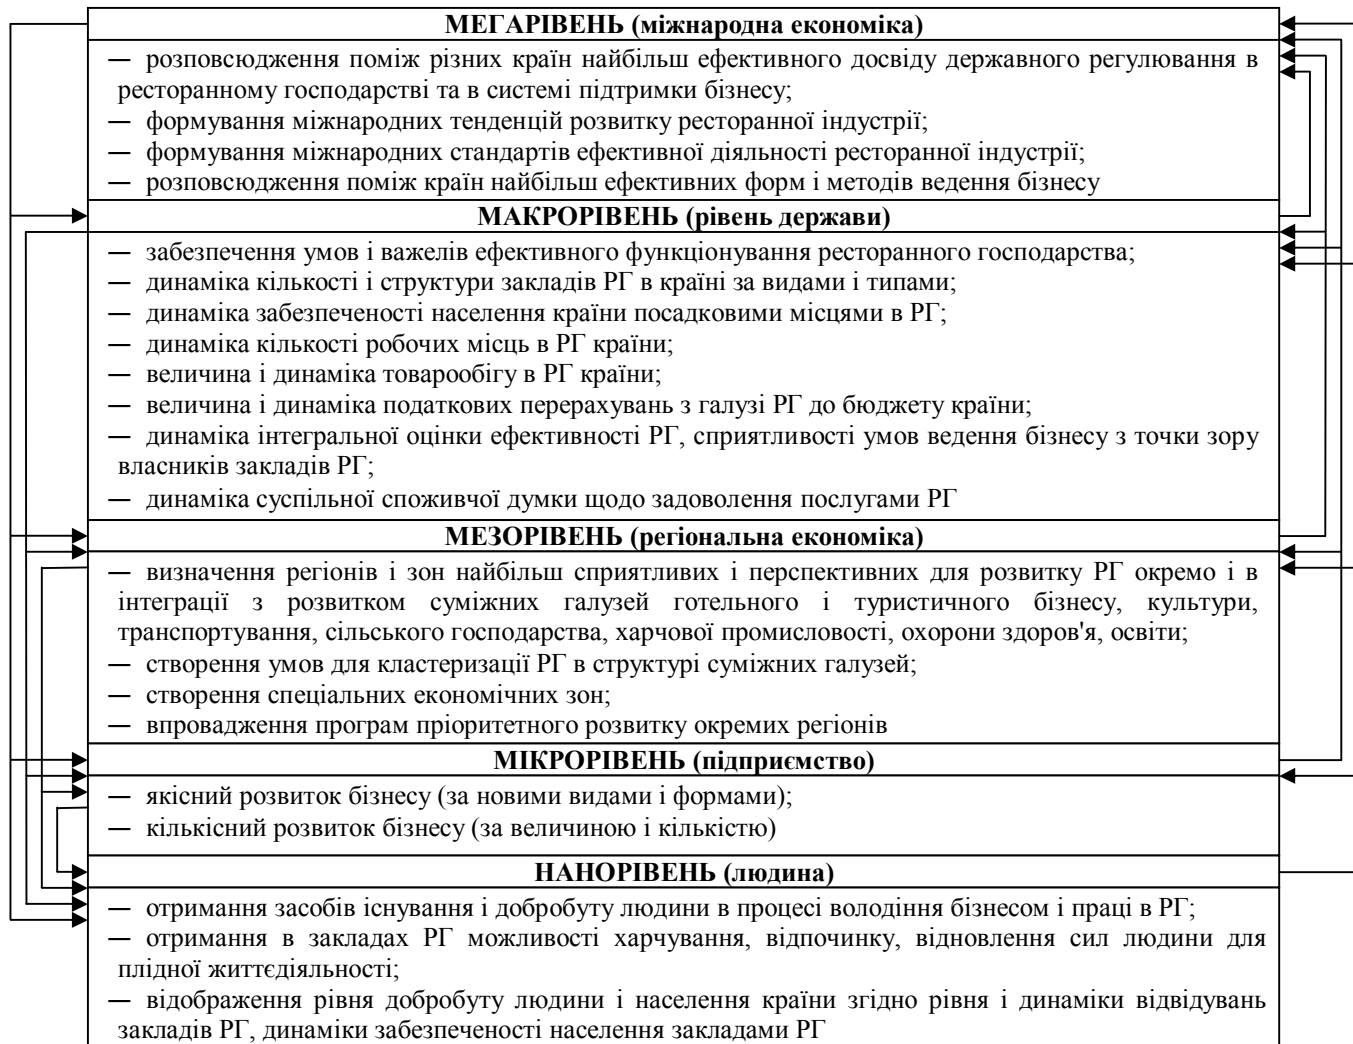 МЕГАРІВЕНЬ (міжнародна економіка)
— розповсюдження поміж різних країн найбільш ефективного досвіду державного регулювання в
ресторанному господарстві та в системі підтримки бізнесу;
— формування міжнародних тенденцій розвитку ресторанної індустрії;
— формування міжнародних стандартів ефективної діяльності ресторанної індустрії;
— розповсюдження поміж країн найбільш ефективних форм і методів ведення бізнесу
МАКРОРІВЕНЬ (рівень держави)
— забезпечення умов і важелів ефективного функціонування ресторанного господарства;
— динаміка кількості і структури закладів РГ в країні за видами і типами;
— динаміка забезпеченості населення країни посадковими місцями в РГ;
— динаміка кількості робочих місць в РГ країни;
— величина і динаміка товарообігу в РГ країни;
— величина і динаміка податкових перерахувань з галузі РГ до бюджету країни;
— динаміка інтегральної оцінки ефективності РГ, сприятливості умов ведення бізнесу з точки зору
власників закладів РГ;
— динаміка суспільної споживчої думки щодо задоволення послугами РГ
МЕЗОРІВЕНЬ (регіональна економіка)
— визначення регіонів і зон найбільш сприятливих і перспективних для розвитку РГ окремо і в
інтеграції з розвитком суміжних галузей готельного і туристичного бізнесу, культури,
транспортування, сільського господарства, харчової промисловості, охорони здоров'я, освіти;
— створення умов для кластеризації РГ в структурі суміжних галузей;
— створення спеціальних економічних зон;
— впровадження програм пріоритетного розвитку окремих регіонів
МІКРОРІВЕНЬ (підприємство)
— якісний розвиток бізнесу (за новими видами і формами);
— кількісний розвиток бізнесу (за величиною і кількістю)
НАНОРІВЕНЬ (людина)
— отримання засобів існування і добробуту людини в процесі володіння бізнесом і праці в РГ;
— отримання в закладах РГ можливості харчування, відпочинку, відновлення сил людини для
плідної життєдіяльності;
— відображення рівня добробуту людини і населення країни згідно рівня і динаміки відвідувань
закладів РГ, динаміки забезпеченості населення закладами РГ